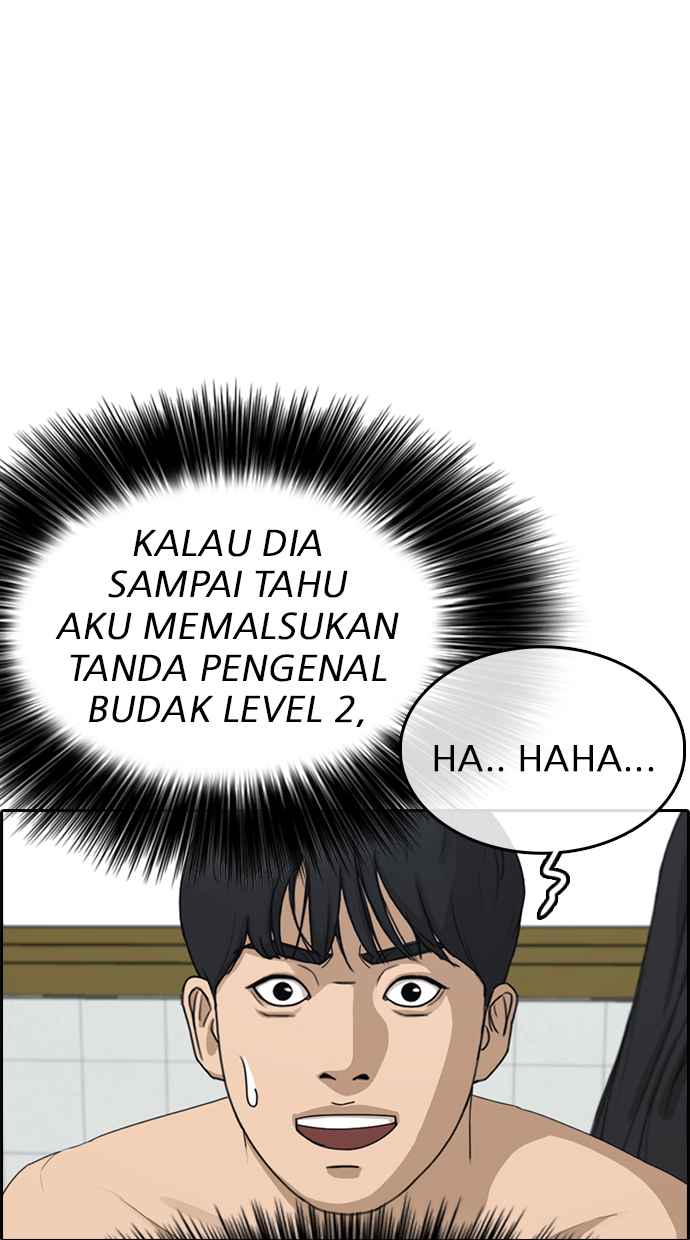 KALAU DIA
SAMPAI TAHU
AKU MEMALSUKAN
TANDA PENGENAL
BUDAK LEVEL 2,
HA.. HAHA...